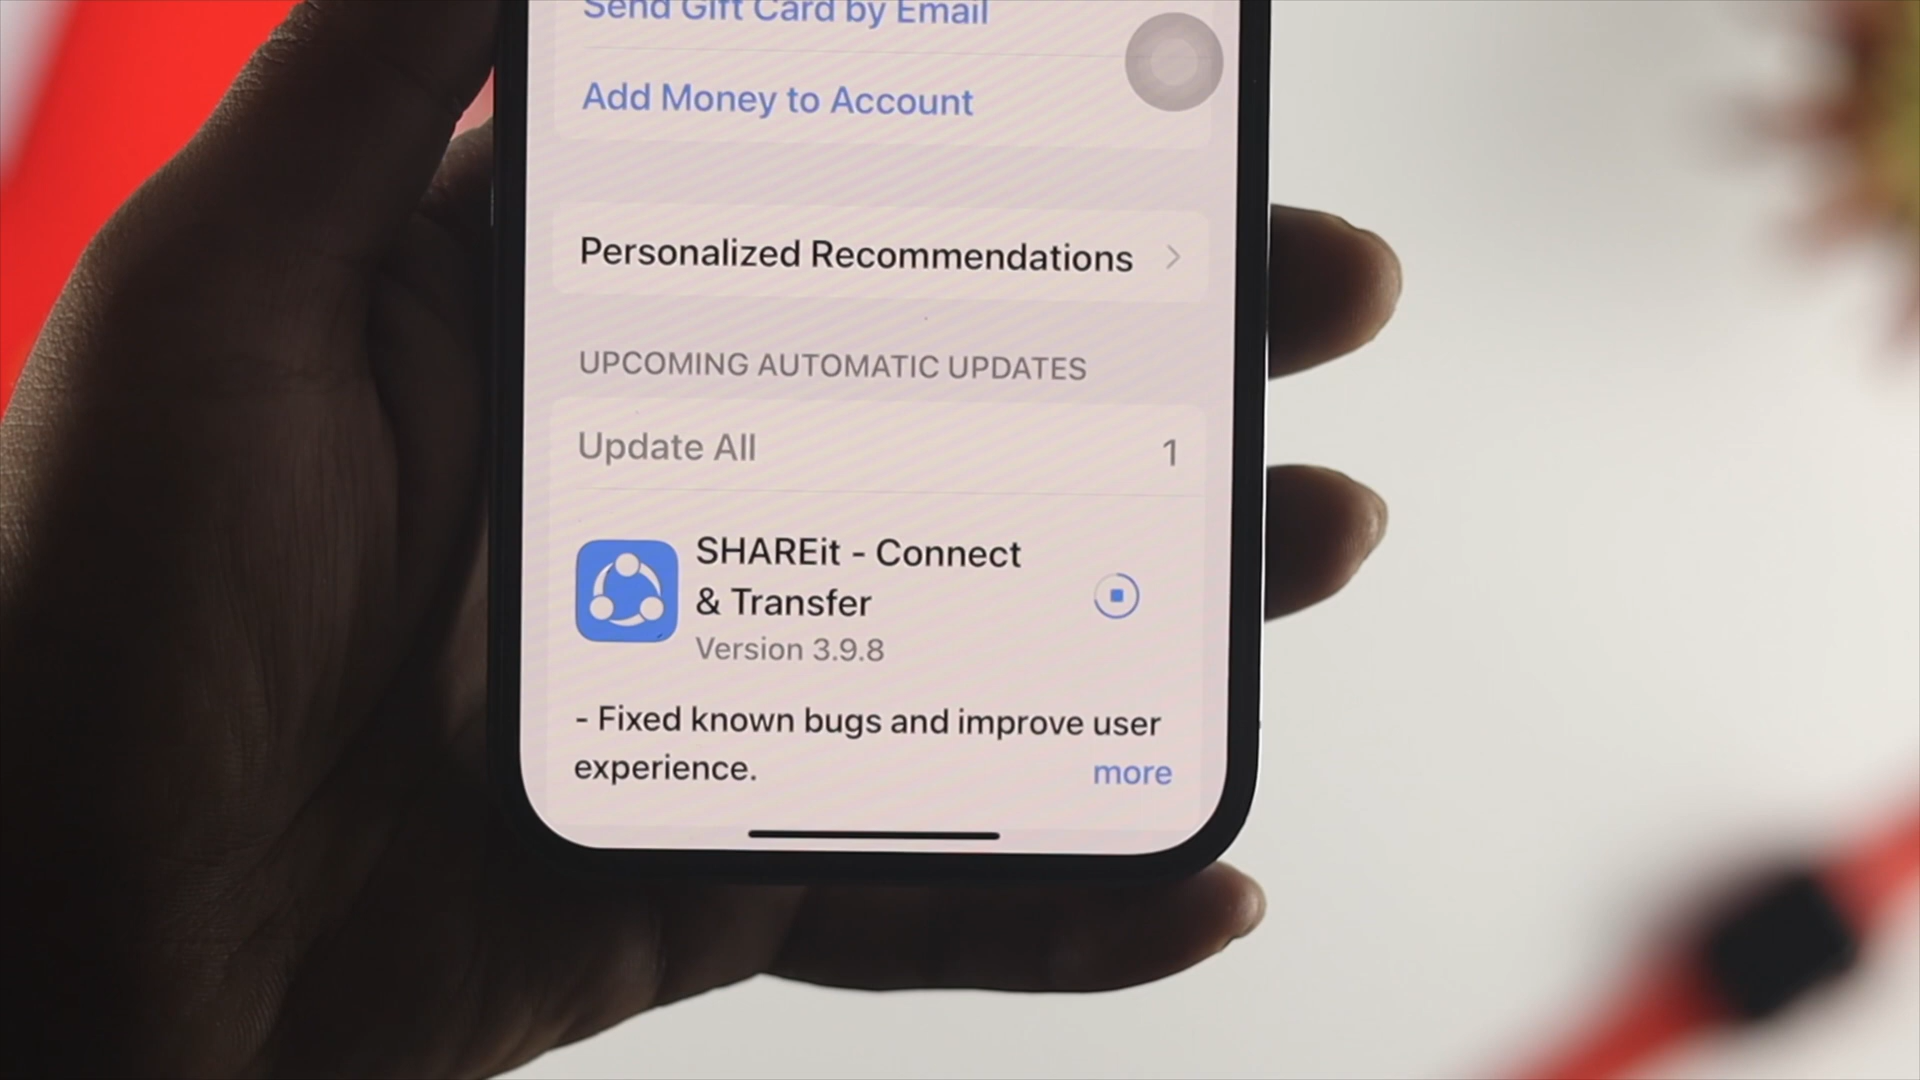 Send Gift Card by Email
Add Money to Account
Personalized Recommendations
UPCOMING AUTOMATIC UPDATES
Update All 1
SHAREit - Connect
& Transfer
Version 3.9.8
- Fixed known bugs and improve user
experience. more